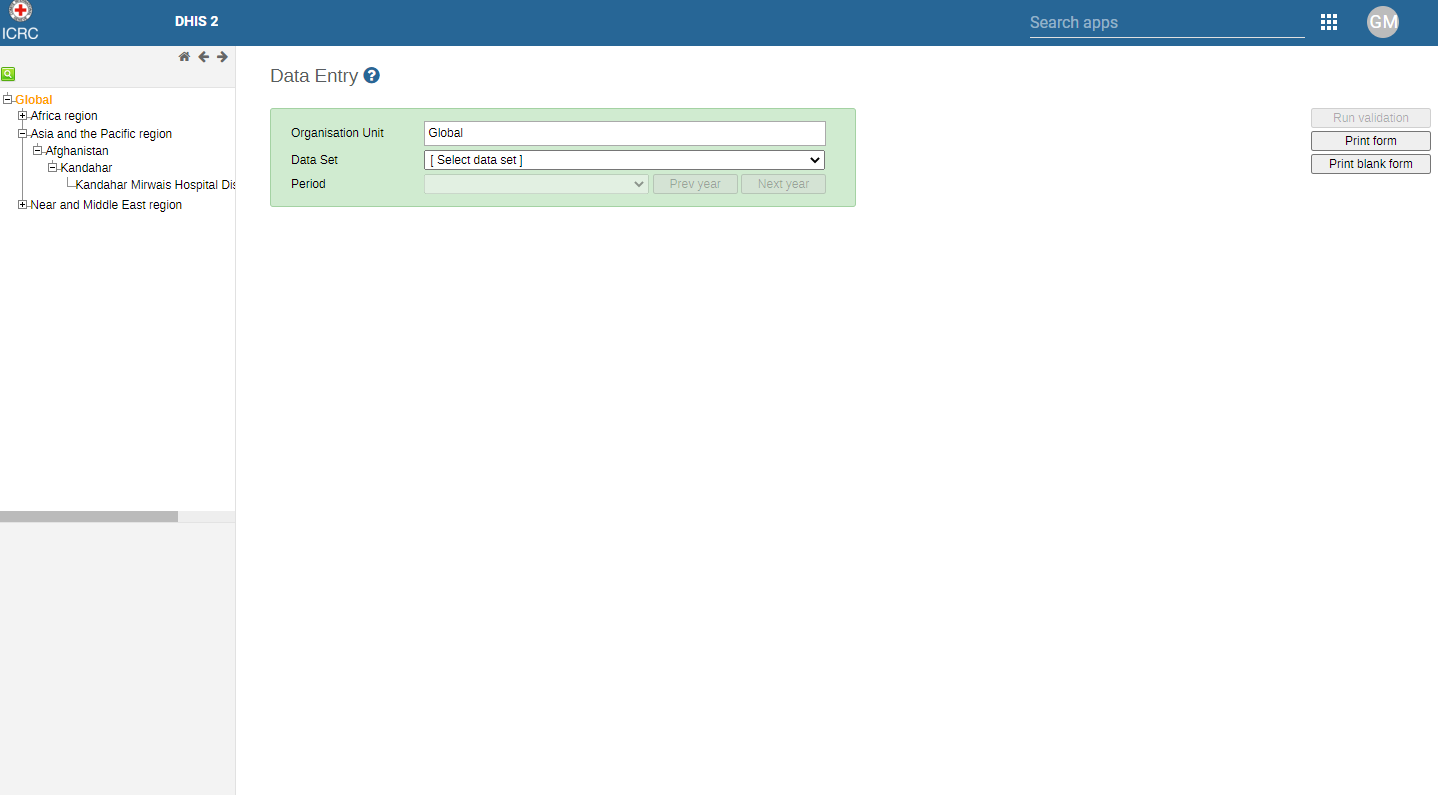 ICRC
DHIS 2
Search apps
GM
Global
Africa region
Asia and the Pacific region
Afghanistan
Kandahar
Kandahar Mirwais Hospital Dis
Near and Middle East region
Data Entry
Organisation Unit
Global
Data Set
[ Select data set ]
Period
Prev year
Next year
Run validation
Print form
Print blank form